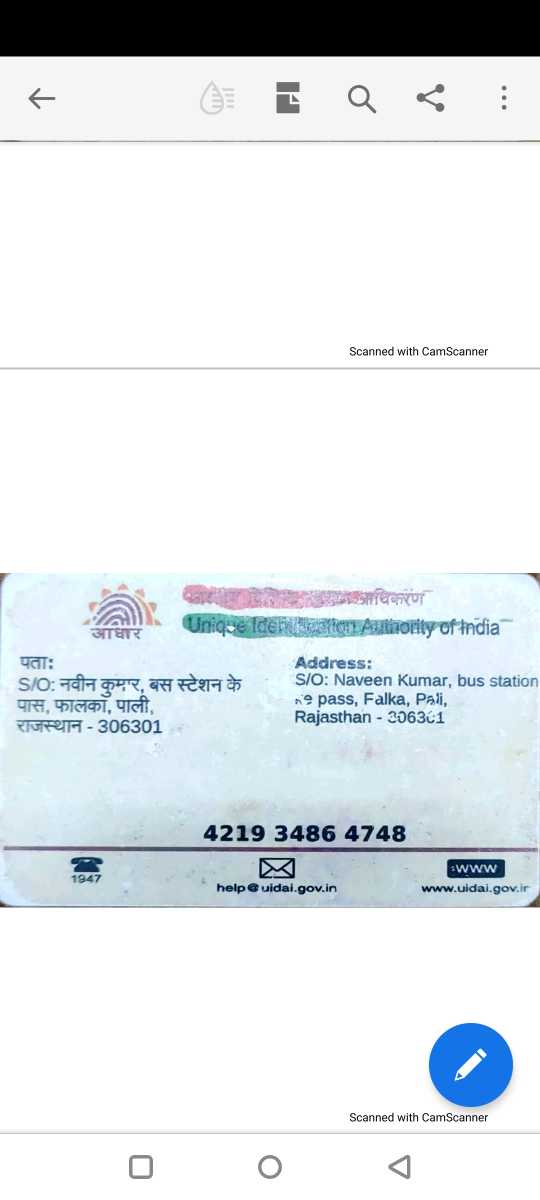 Scanned with CamScanner
आधिकरण
Unique Identification Authority of India
आधार
पता:
S/O: नवीन कुमार, बस स्टेशन के
पास, फालका, पाली,
राजस्थान - 306301
Address:
S/O: Naveen Kumar, bus station
ke pass, Falka, Pali,
Rajasthan - 306301
4219 3486 4748
1947
help@uidai.gov.in
www
www.uidai.gov.in
Scanned with CamScanner